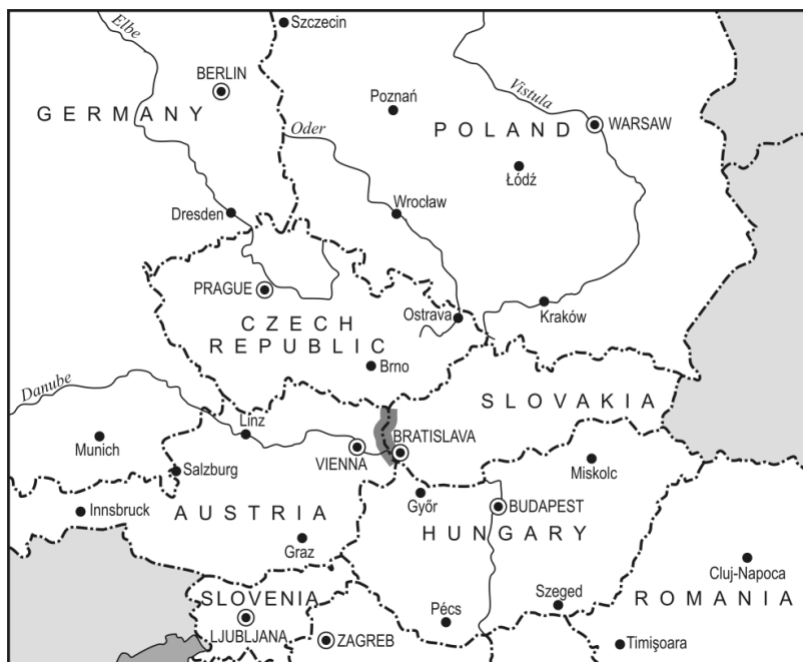 Elbe
Szczecin
BERLIN
GERMANY
Poznań
Vistula
Oder
POLAND
WARSAW
Łódź
Dresden
Wrocław
PRAGUE
Ostrava
Kraków
CZECH
REPUBLIC
Brno
Danube
SLOVAKIA
Linz
Munich
VIENNA
BRATISLAVA
Salzburg
Miskolc
Innsbruck
AUSTRIA
Győr
BUDAPEST
HUNGARY
Graz
Cluj-Napoca
SLOVENIA
Szeged
ROMANIA
Pécs
LJUBLJANA
ZAGREB
Timişoara